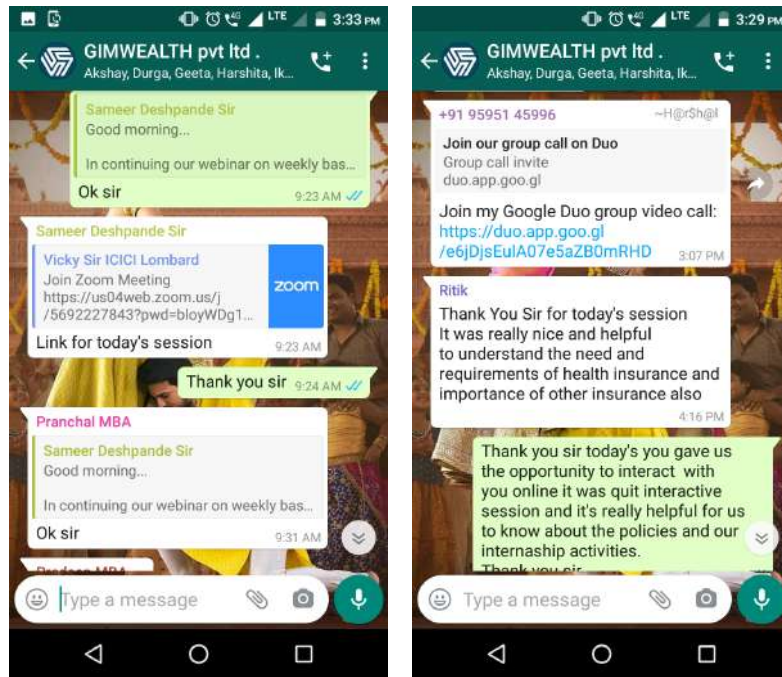 LTE 3:33 PM
GIMWEALTH pvt ltd .
Akshay, Durga, Geeta, Harshita, Ik...
Sameer Deshpande Sir
Good morning...
In continuing our webinar on weekly bas...
Ok sir
9:23 AM
Sameer Deshpande Sir
Vicky Sir ICICI Lombard
Join Zoom Meeting
https://us04web.zoom.us/j
/5692227843?pwd=bloyWDg1...
zoom
Link for today's session
9:23 AM
Thank you sir 9:24 AM
Pranchal MBA
Sameer Deshpande Sir
Good morning...
In continuing our webinar on weekly bas...
Ok sir
9:31 AM
Type a message
4G LTE 3:29 PM
GIMWEALTH pvt ltd .
Akshay, Durga, Geeta, Harshita, Ik...
+91 95951 45996 ~H@r$h@l
Join our group call on Duo
Group call invite
duo.app.goo.gl
Join my Google Duo group video call:
https://duo.app.goo.gl
/e6jDjsEulA07e5aZB0mRHD 3:07 PM
Ritik
Thank You Sir for today's session
It was really nice and helpful
to understand the need and
requirements of health insurance and
importance of other insurance also
4:16 PM
Thank you sir today's you gave us
the opportunity to interact with
you online it was quit interactive
session and it's really helpful for us
to know about the policies and our
internaship activities.
Thank you sir
Type a message